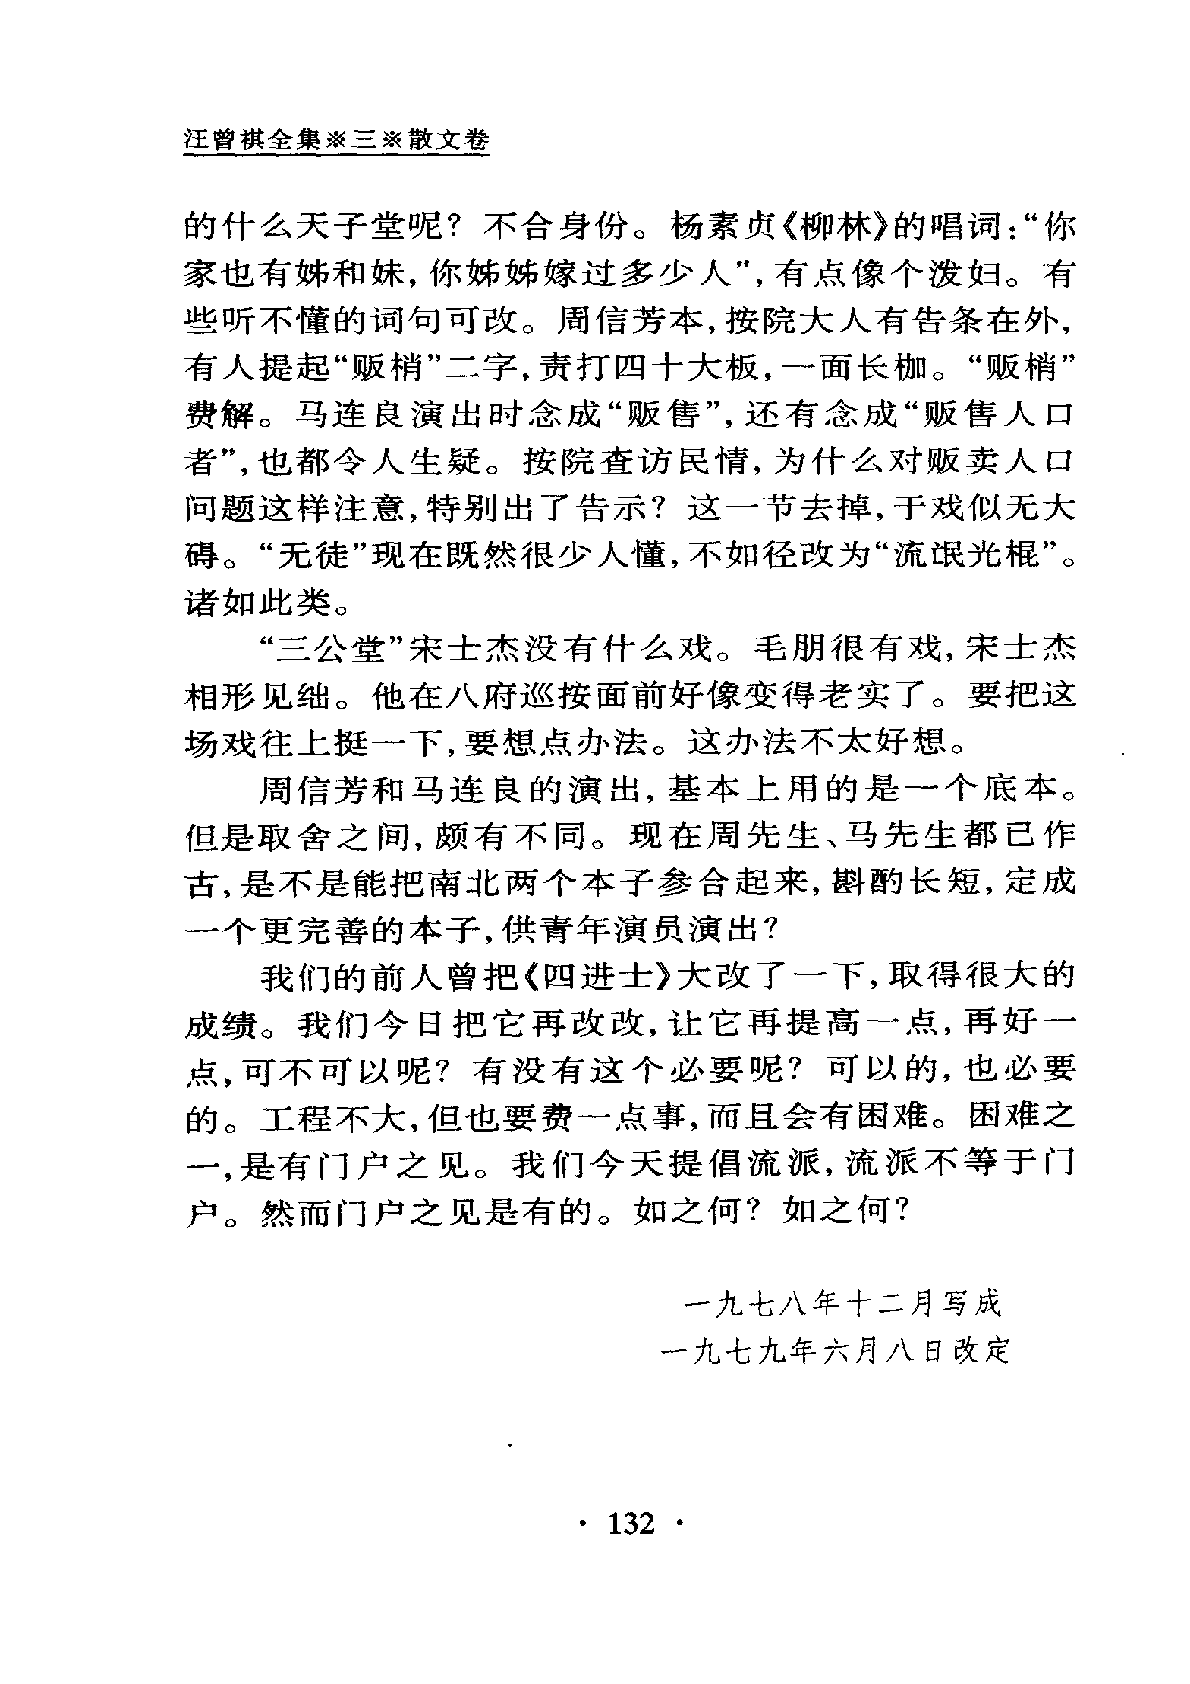 汪曾祺全集※三※散文卷
的什么天子堂呢？不合身份。杨素贞《柳林》的唱词：“你
家也有姊和妹，你姊姊嫁过多少人”，有点像个泼妇。有
些听不懂的词句可改。周信芳本，按院大人有告条在外，
有人提起“贩梢”二字，责打四十大板，一面长枷。“贩梢”
费解。马连良演出时念成“贩售”，还有念成“贩售人口
者”，也都令人生疑。按院查访民情，为什么对贩卖人口
问题这样注意，特别出了告示？这一节去掉，于戏似无大
碍。“无徒”现在既然很少人懂，不如径改为“流氓光棍”。
诸如此类。
“三公堂”宋士杰没有什么戏。毛朋很有戏，宋士杰
相形见绌。他在八府巡按面前好像变得老实了。要把这
场戏往上挺一下，要想点办法。这办法不太好想。
周信芳和马连良的演出，基本上用的是一个底本。
但是取舍之间，颇有不同。现在周先生、马先生都已作
古，是不是能把南北两个本子参合起来，斟酌长短，定成
一个更完善的本子，供青年演员演出？
我们的前人曾把《四进士》大改了一下，取得很大的
成绩。我们今日把它再改改，让它再提高一点，再好一
点，可不可以呢？有没有这个必要呢？可以的，也必要
的。工程不大，但也要费一点事，而且会有困难。困难之
一，是有门户之见。我们今天提倡流派，流派不等于门
户。然而门户之见是有的。如之何？如之何？
一九七八年十二月写成
一九七九年六月八日改定
· 132 ·